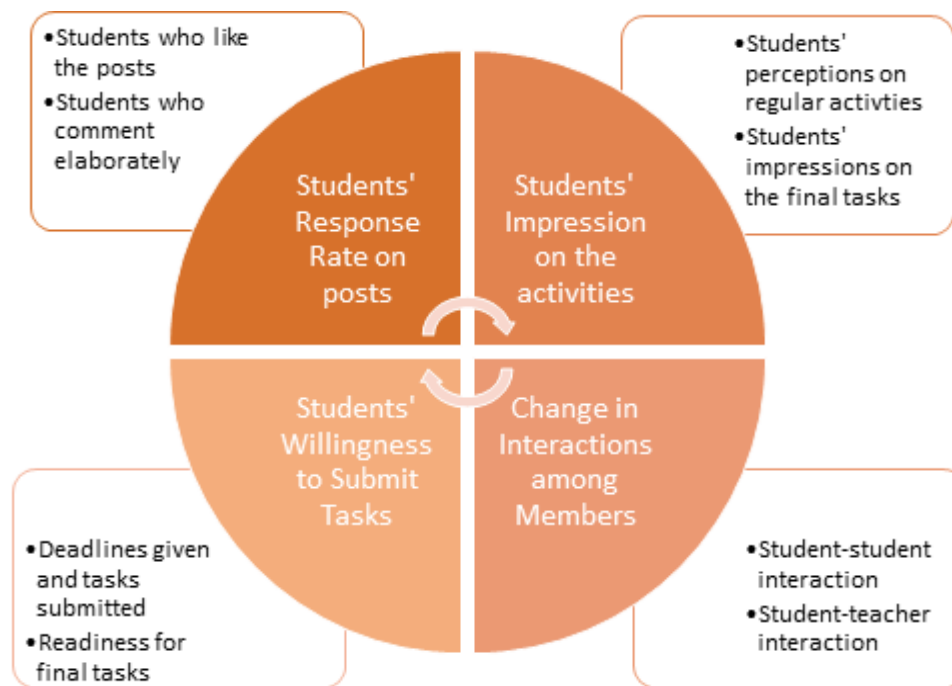 •Students who like
the posts
•Students who
comment
elaborately
Students'
Response
Rate on
posts
Students'
Impression
on the
activities
•Students'
perceptions on
regular activties
•Students'
impressions on
the final tasks
Students'
Willingness
to Submit
Tasks
Change in
Interactions
among
Members
•Deadlines given
and tasks
submitted
•Readiness for
final tasks
•Student-student
interaction
•Student-teacher
interaction